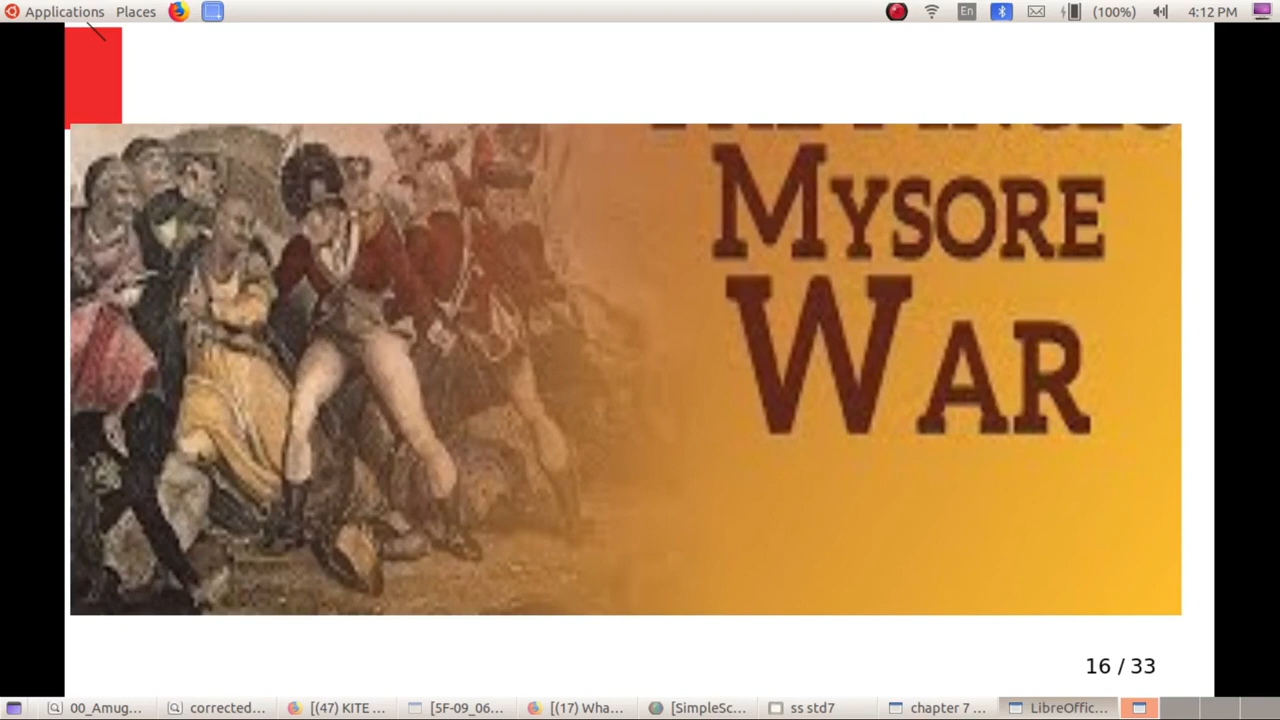 Applications Places En (100%) 4:12 PM
MYSORE
WAR
16 / 33
00_Amug... corrected... [(47) KITE ... [5F-09_06... [(17) Wha... [SimpleSc... ss std7 chapter 7 ... LibreOffic...